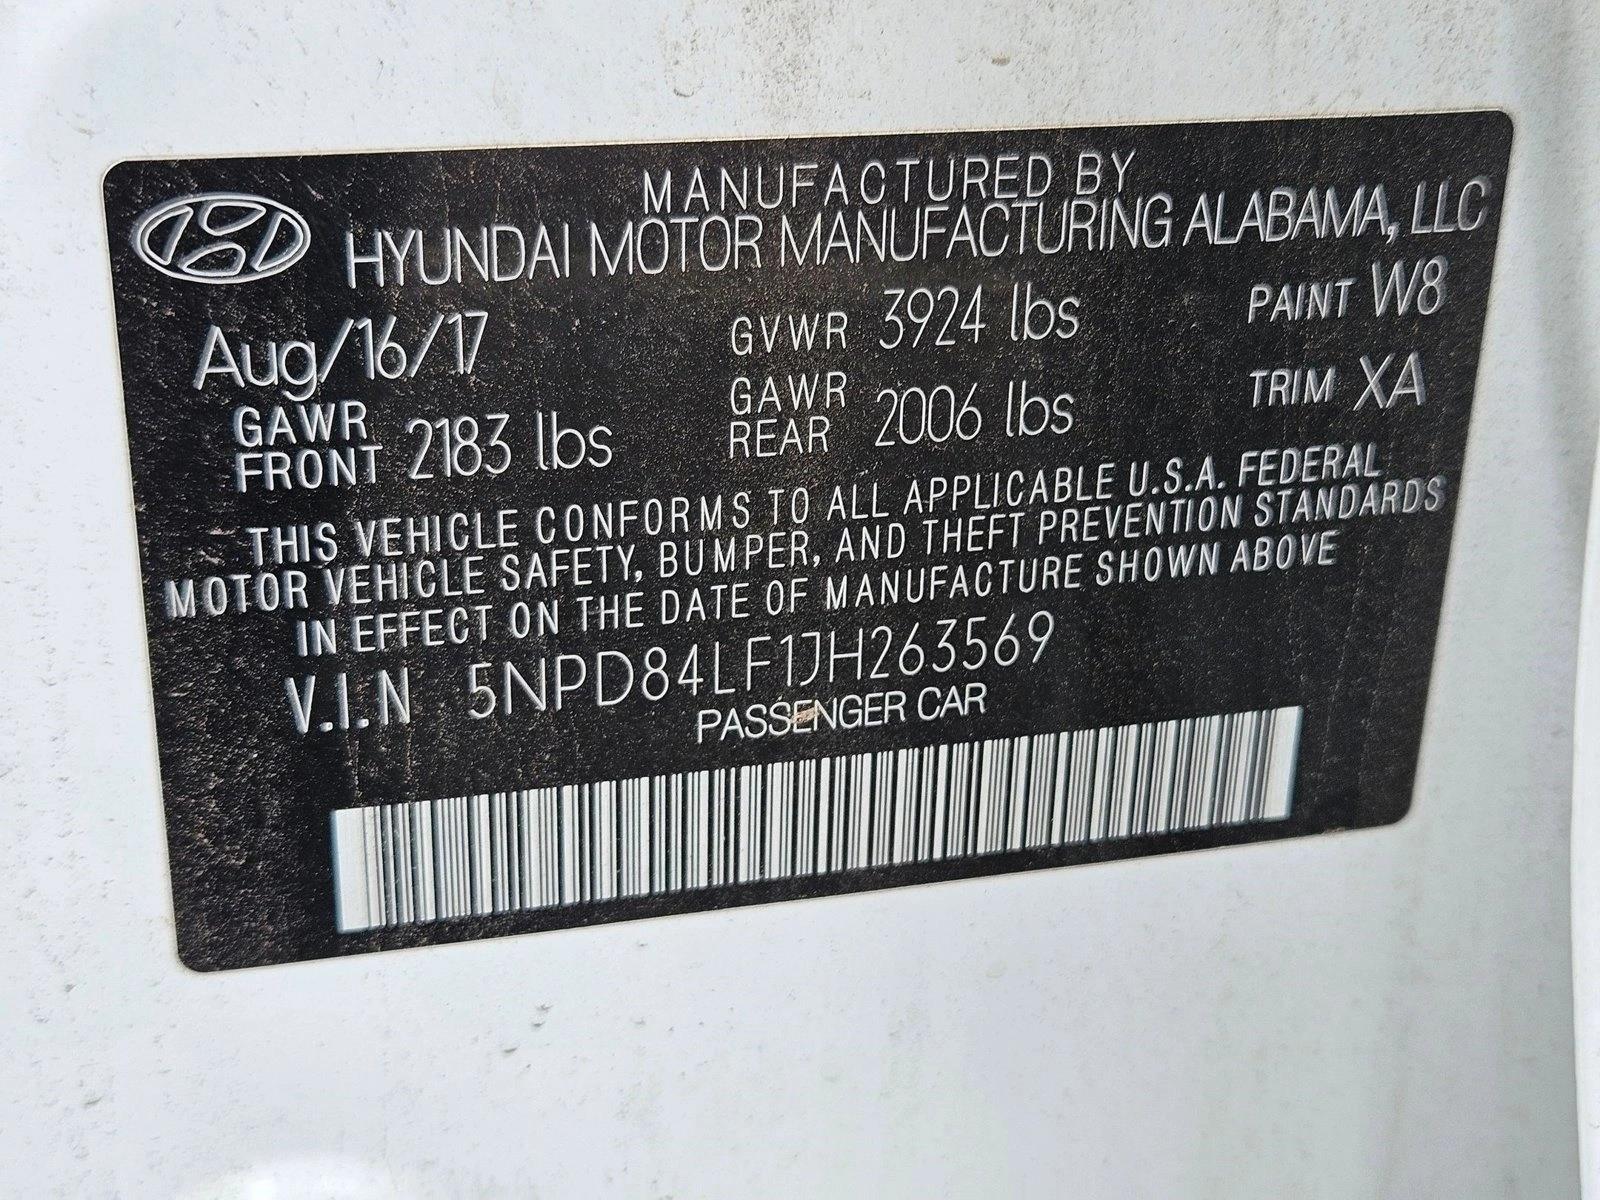 MANUFACTURED BY
HYUNDAI MOTOR MANUFACTURING ALABAMA, LLC
Aug/16/17 GVWR 3924 lbs PAINT W8
GAWR FRONT 2183 lbs GAWR REAR 2006 lbs TRIM XA
THIS VEHICLE CONFORMS TO ALL APPLICABLE U.S.A. FEDERAL
MOTOR VEHICLE SAFETY, BUMPER, AND THEFT PREVENTION STANDARDS
IN EFFECT ON THE DATE OF MANUFACTURE SHOWN ABOVE
V.I.N 5NPD84LF1JH263569
PASSENGER CAR